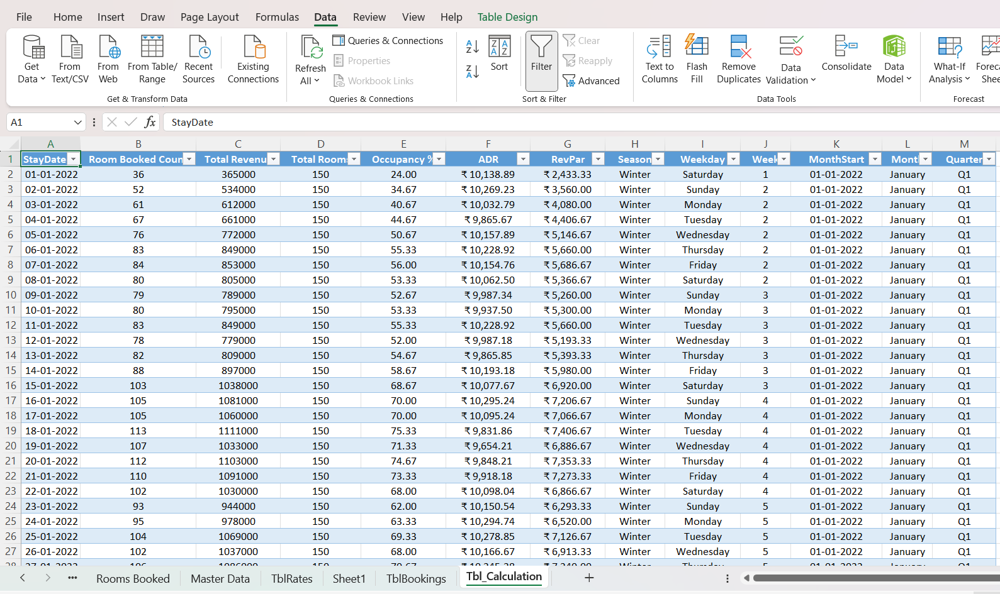 File Home Insert Draw Page Layout Formulas Data Review View Help Table Design
Get Data From Text/CSV From Web From Table/ Range Recent Sources Existing Connections
Get & Transform Data
Refresh All Queries & Connections Properties Workbook Links
Queries & Connections
Sort Filter Clear Reapply Advanced
Sort & Filter
Text to Columns Flash Fill Remove Duplicates Data Validation Consolidate Data Model
Data Tools
What-If Analysis Foreca Shee
Forecast
A1 fx StayDate
A B C D E F G H I J K L M
1 StayDate Room Booked Coun Total Revenu Total Room Occupancy % ADR RevPar Season Weekday Week MonthStart Mont Quarter
2 01-01-2022 36 365000 150 24.00 ₹ 10,138.89 ₹ 2,433.33 Winter Saturday 1 01-01-2022 January Q1
3 02-01-2022 52 534000 150 34.67 ₹ 10,269.23 ₹ 3,560.00 Winter Sunday 2 01-01-2022 January Q1
4 03-01-2022 61 612000 150 40.67 ₹ 10,032.79 ₹ 4,080.00 Winter Monday 2 01-01-2022 January Q1
5 04-01-2022 67 661000 150 44.67 ₹ 9,865.67 ₹ 4,406.67 Winter Tuesday 2 01-01-2022 January Q1
6 05-01-2022 76 772000 150 50.67 ₹ 10,157.89 ₹ 5,146.67 Winter Wednesday 2 01-01-2022 January Q1
7 06-01-2022 83 849000 150 55.33 ₹ 10,228.92 ₹ 5,660.00 Winter Thursday 2 01-01-2022 January Q1
8 07-01-2022 84 853000 150 56.00 ₹ 10,154.76 ₹ 5,686.67 Winter Friday 2 01-01-2022 January Q1
9 08-01-2022 80 805000 150 53.33 ₹ 10,062.50 ₹ 5,366.67 Winter Saturday 2 01-01-2022 January Q1
10 09-01-2022 79 789000 150 52.67 ₹ 9,987.34 ₹ 5,260.00 Winter Sunday 3 01-01-2022 January Q1
11 10-01-2022 80 795000 150 53.33 ₹ 9,937.50 ₹ 5,300.00 Winter Monday 3 01-01-2022 January Q1
12 11-01-2022 83 849000 150 55.33 ₹ 10,228.92 ₹ 5,660.00 Winter Tuesday 3 01-01-2022 January Q1
13 12-01-2022 78 779000 150 52.00 ₹ 9,987.18 ₹ 5,193.33 Winter Wednesday 3 01-01-2022 January Q1
14 13-01-2022 82 809000 150 54.67 ₹ 9,865.85 ₹ 5,393.33 Winter Thursday 3 01-01-2022 January Q1
15 14-01-2022 88 897000 150 58.67 ₹ 10,193.18 ₹ 5,980.00 Winter Friday 3 01-01-2022 January Q1
16 15-01-2022 103 1038000 150 68.67 ₹ 10,077.67 ₹ 6,920.00 Winter Saturday 3 01-01-2022 January Q1
17 16-01-2022 105 1081000 150 70.00 ₹ 10,295.24 ₹ 7,206.67 Winter Sunday 4 01-01-2022 January Q1
18 17-01-2022 105 1060000 150 70.00 ₹ 10,095.24 ₹ 7,066.67 Winter Monday 4 01-01-2022 January Q1
19 18-01-2022 113 1111000 150 75.33 ₹ 9,831.86 ₹ 7,406.67 Winter Tuesday 4 01-01-2022 January Q1
20 19-01-2022 107 1033000 150 71.33 ₹ 9,654.21 ₹ 6,886.67 Winter Wednesday 4 01-01-2022 January Q1
21 20-01-2022 112 1103000 150 74.67 ₹ 9,848.21 ₹ 7,353.33 Winter Thursday 4 01-01-2022 January Q1
22 21-01-2022 110 1091000 150 73.33 ₹ 9,918.18 ₹ 7,273.33 Winter Friday 4 01-01-2022 January Q1
23 22-01-2022 102 1030000 150 68.00 ₹ 10,098.04 ₹ 6,866.67 Winter Saturday 4 01-01-2022 January Q1
24 23-01-2022 93 944000 150 62.00 ₹ 10,150.54 ₹ 6,293.33 Winter Sunday 5 01-01-2022 January Q1
25 24-01-2022 95 978000 150 63.33 ₹ 10,294.74 ₹ 6,520.00 Winter Monday 5 01-01-2022 January Q1
26 25-01-2022 104 1069000 150 69.33 ₹ 10,278.85 ₹ 7,126.67 Winter Tuesday 5 01-01-2022 January Q1
27 26-01-2022 102 1037000 150 68.00 ₹ 10,166.67 ₹ 6,913.33 Winter Wednesday 5 01-01-2022 January Q1
Rooms Booked Master Data TblRates Sheet1 TblBookings Tbl_Calculation